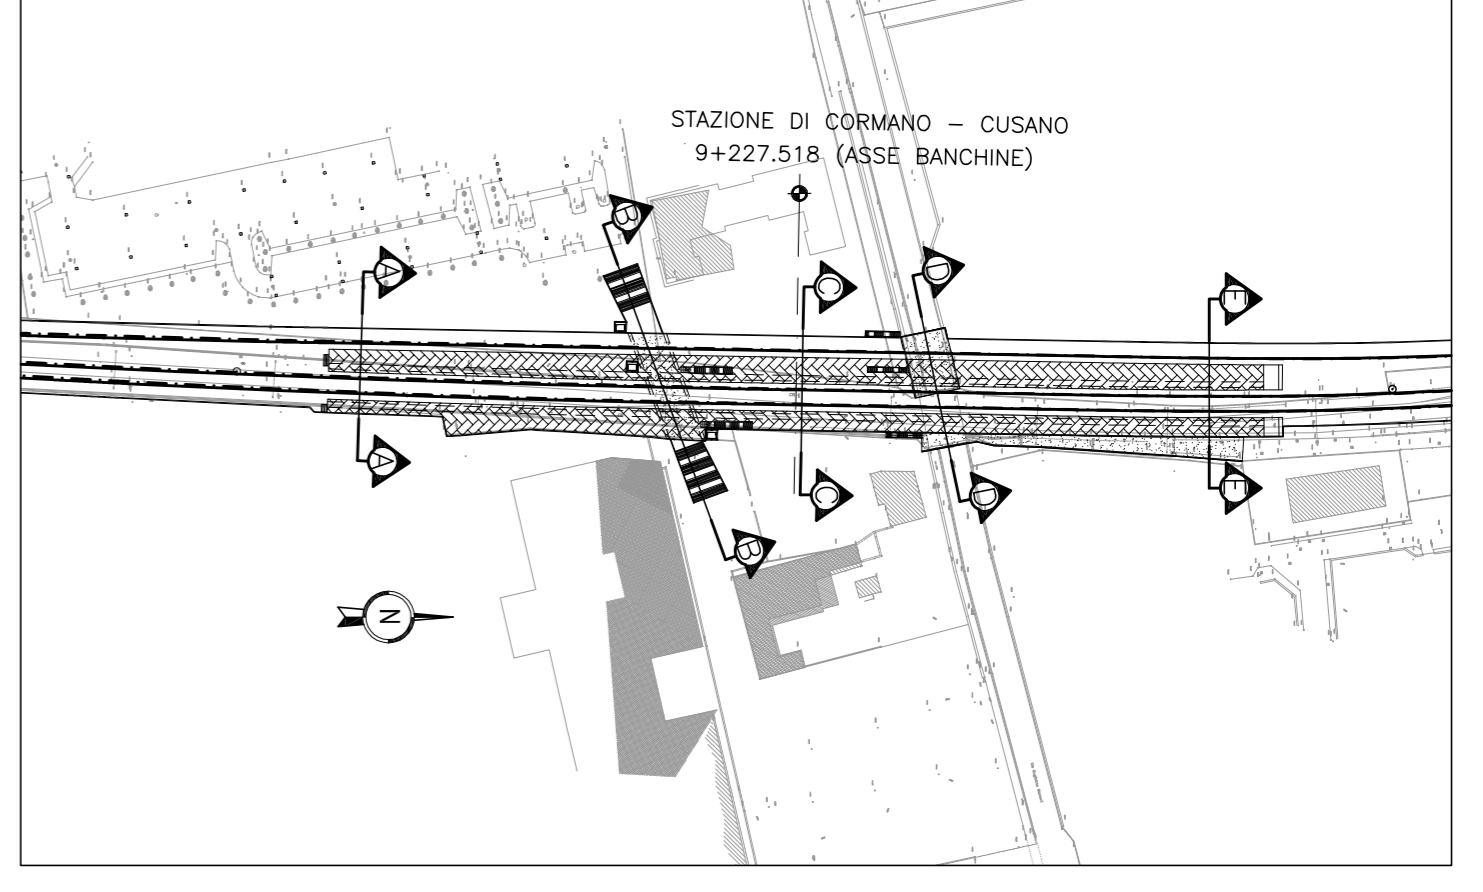 STAZIONE DI CORMANO – CUSANO
9+227.518 (ASSE BANCHINE)
B
A
C
D
E
A
C
D
E
B
N